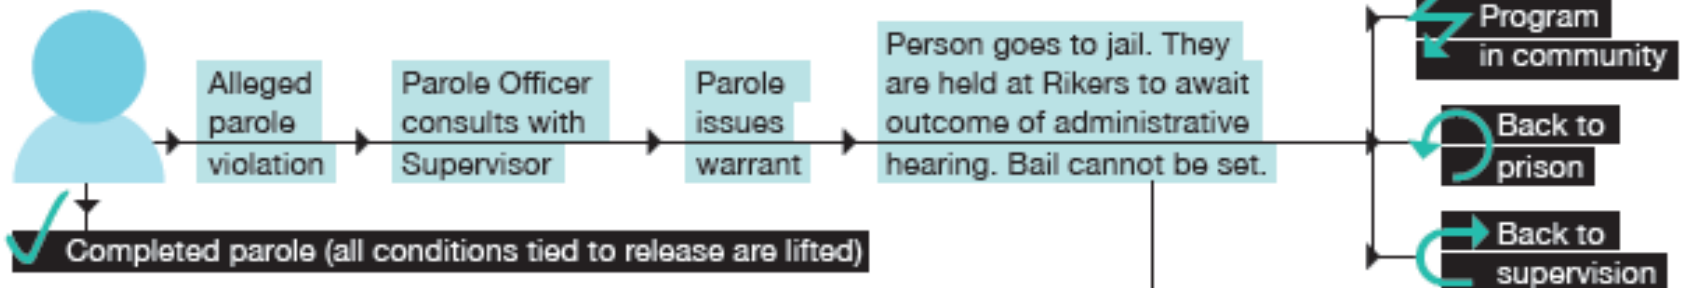 Alleged
parole
violation
Parole Officer
consults with
Supervisor
Parole
issues
warrant
Person goes to jail. They
are held at Rikers to await
outcome of administrative
hearing. Bail cannot be set.
Program
in community
Back to
prison
Back to
supervision
Completed parole (all conditions tied to release are lifted)